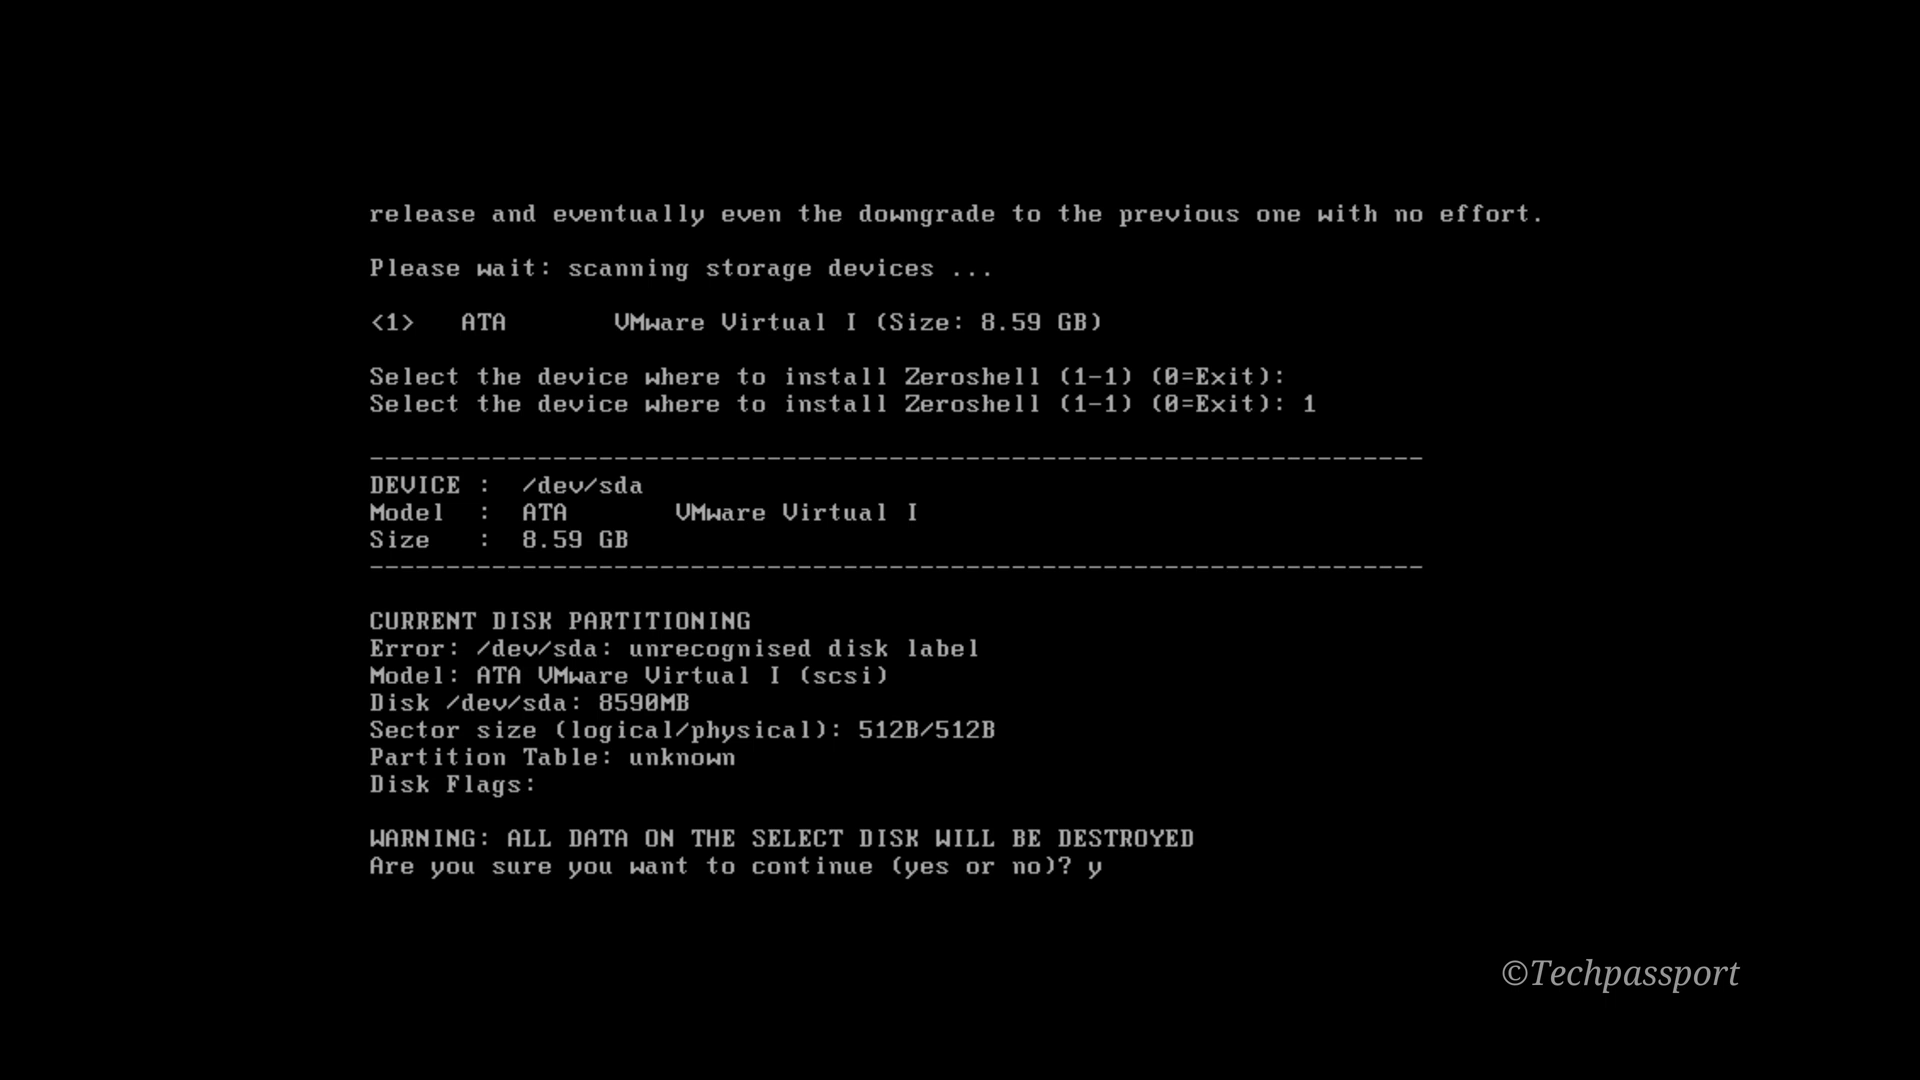 release and eventually even the downgrade to the previous one with no effort.
Please wait: scanning storage devices ...
<1>   ATA       VMware Virtual I (Size: 8.59 GB)
Select the device where to install Zeroshell (1-1) (0=Exit):
Select the device where to install Zeroshell (1-1) (0=Exit): 1
---------------------------------------------------------------------
DEVICE :  /dev/sda
Model  :  ATA       VMware Virtual I
Size   :  8.59 GB
---------------------------------------------------------------------
CURRENT DISK PARTITIONING
Error: /dev/sda: unrecognised disk label
Model: ATA VMware Virtual I (scsi)
Disk /dev/sda: 8590MB
Sector size (logical/physical): 512B/512B
Partition Table: unknown
Disk Flags:
WARNING: ALL DATA ON THE SELECT DISK WILL BE DESTROYED
Are you sure you want to continue (yes or no)? y
©Techpassport